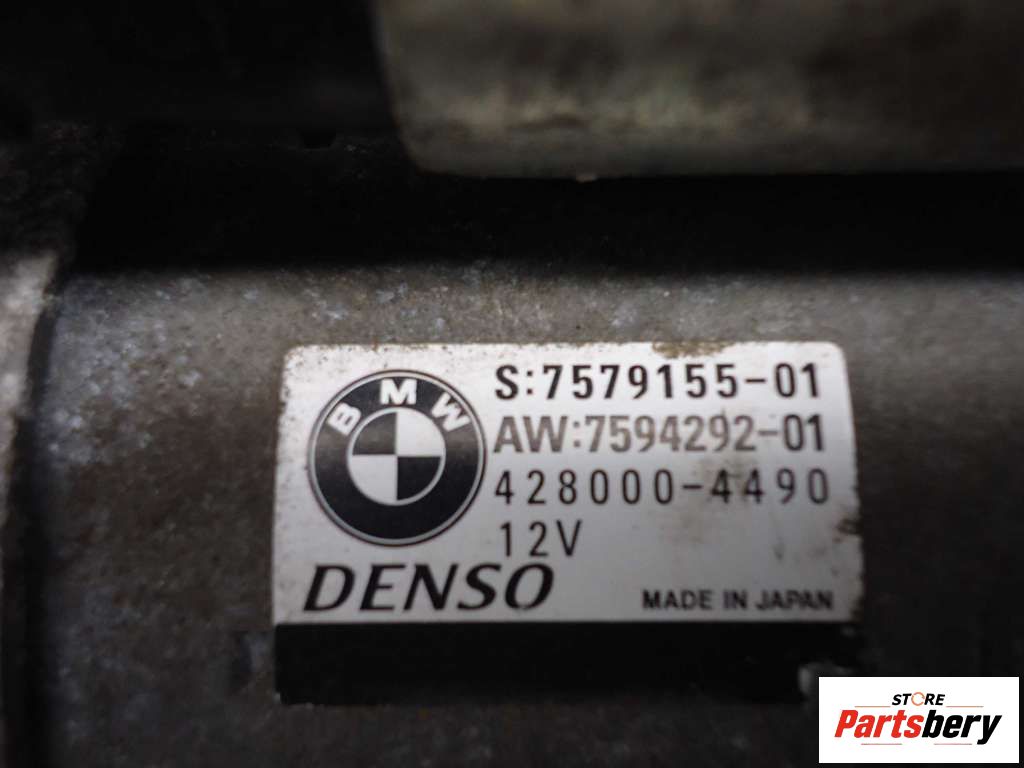 BMW
S:7579155-01
AW:7594292-01
428000-4490
12V
DENSO
MADE IN JAPAN
STORE
Partsbery